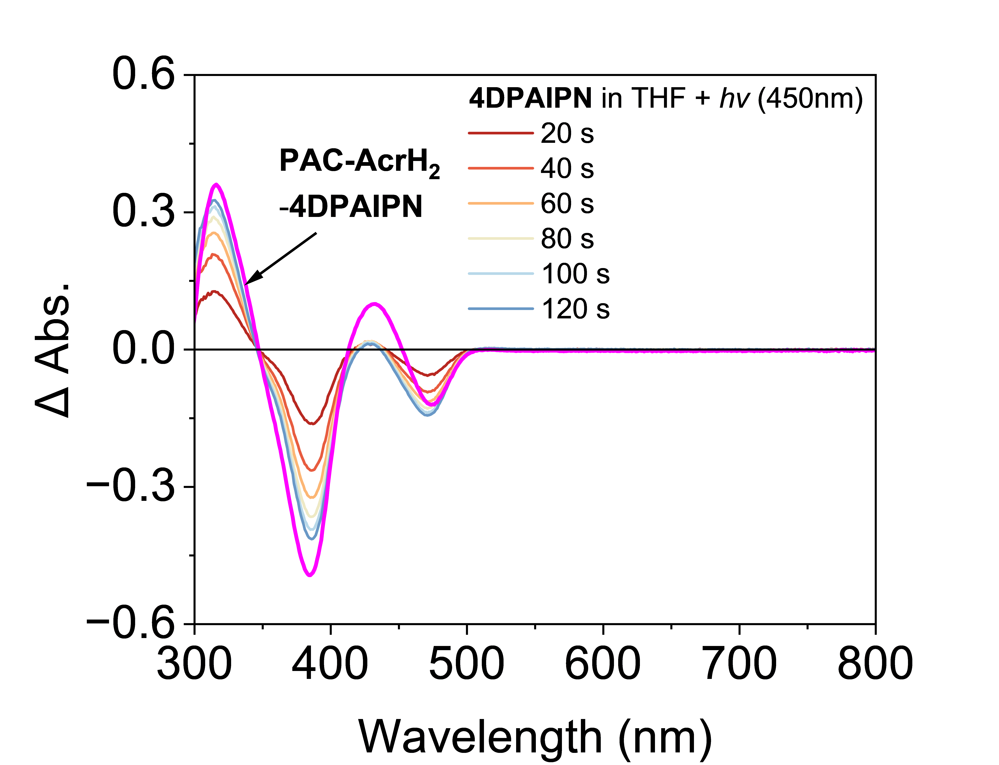 4DPAIPN in THF + hv (450nm)
20 s
40 s
60 s
80 s
100 s
120 s
PAC-AcrH₂
-4DPAIPN
Δ Abs.
0.6
0.3
0.0
−0.3
−0.6
300 400 500 600 700 800
Wavelength (nm)